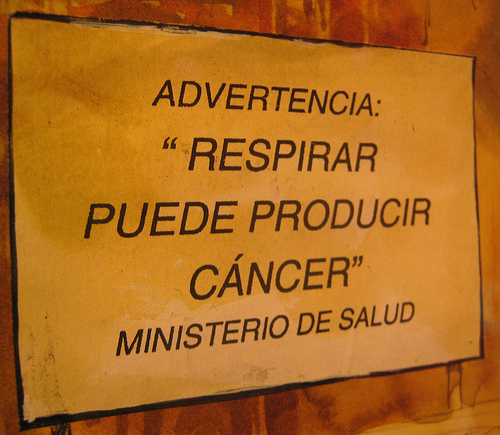 ADVERTENCIA:
“ RESPIRAR
PUEDE PRODUCIR
CÁNCER”
MINISTERIO DE SALUD